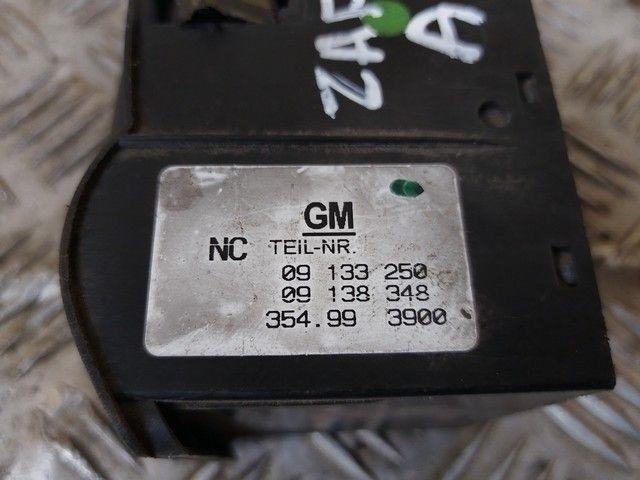 ZAF
A
GM
NC TEIL-NR.
09 133 250
09 138 348
354.99 3900